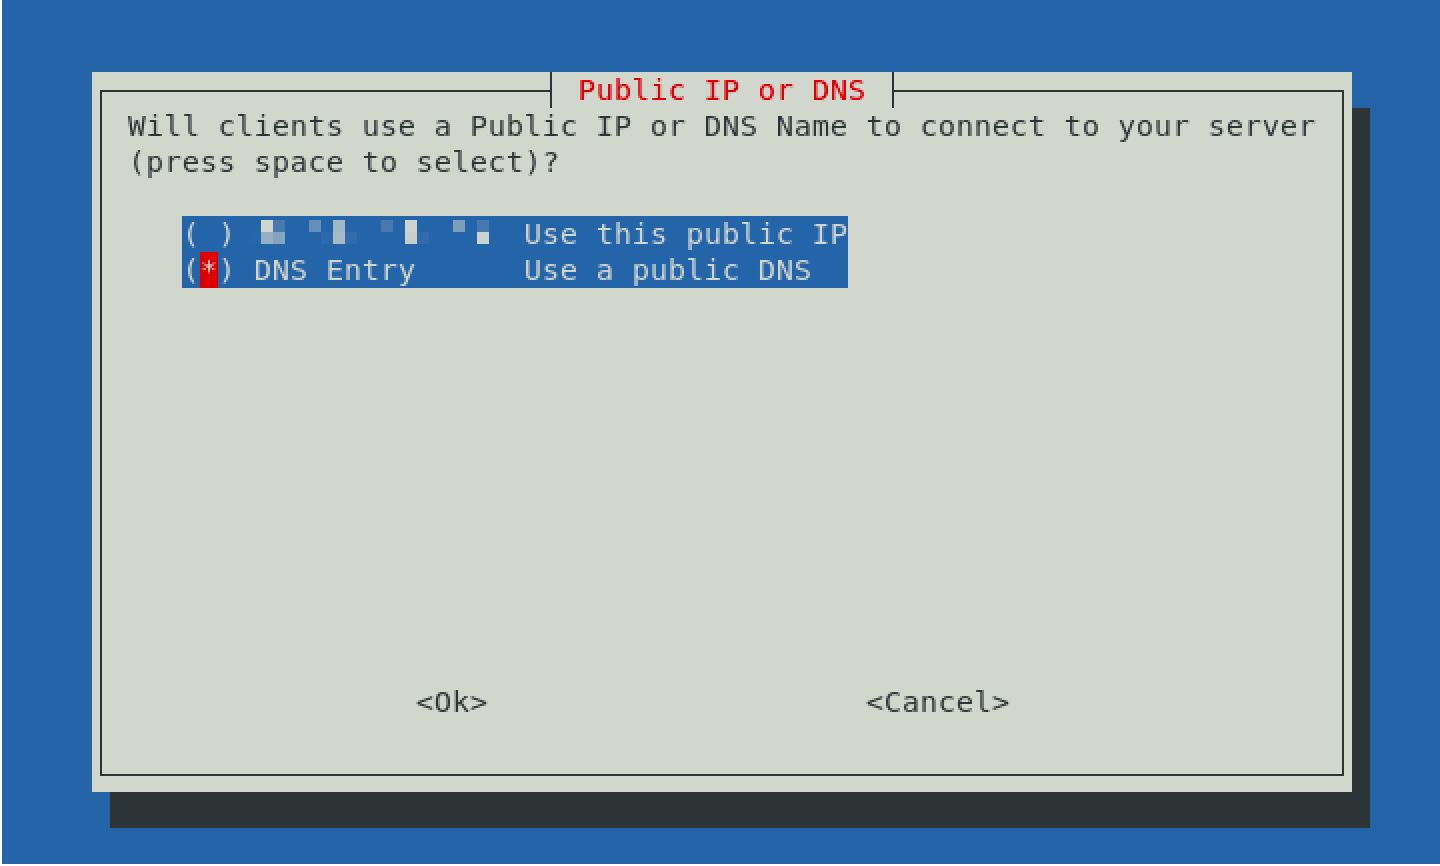 Public IP or DNS
Will clients use a Public IP or DNS Name to connect to your server
(press space to select)?
( ) Use this public IP
(*) DNS Entry Use a public DNS
<Ok> <Cancel>